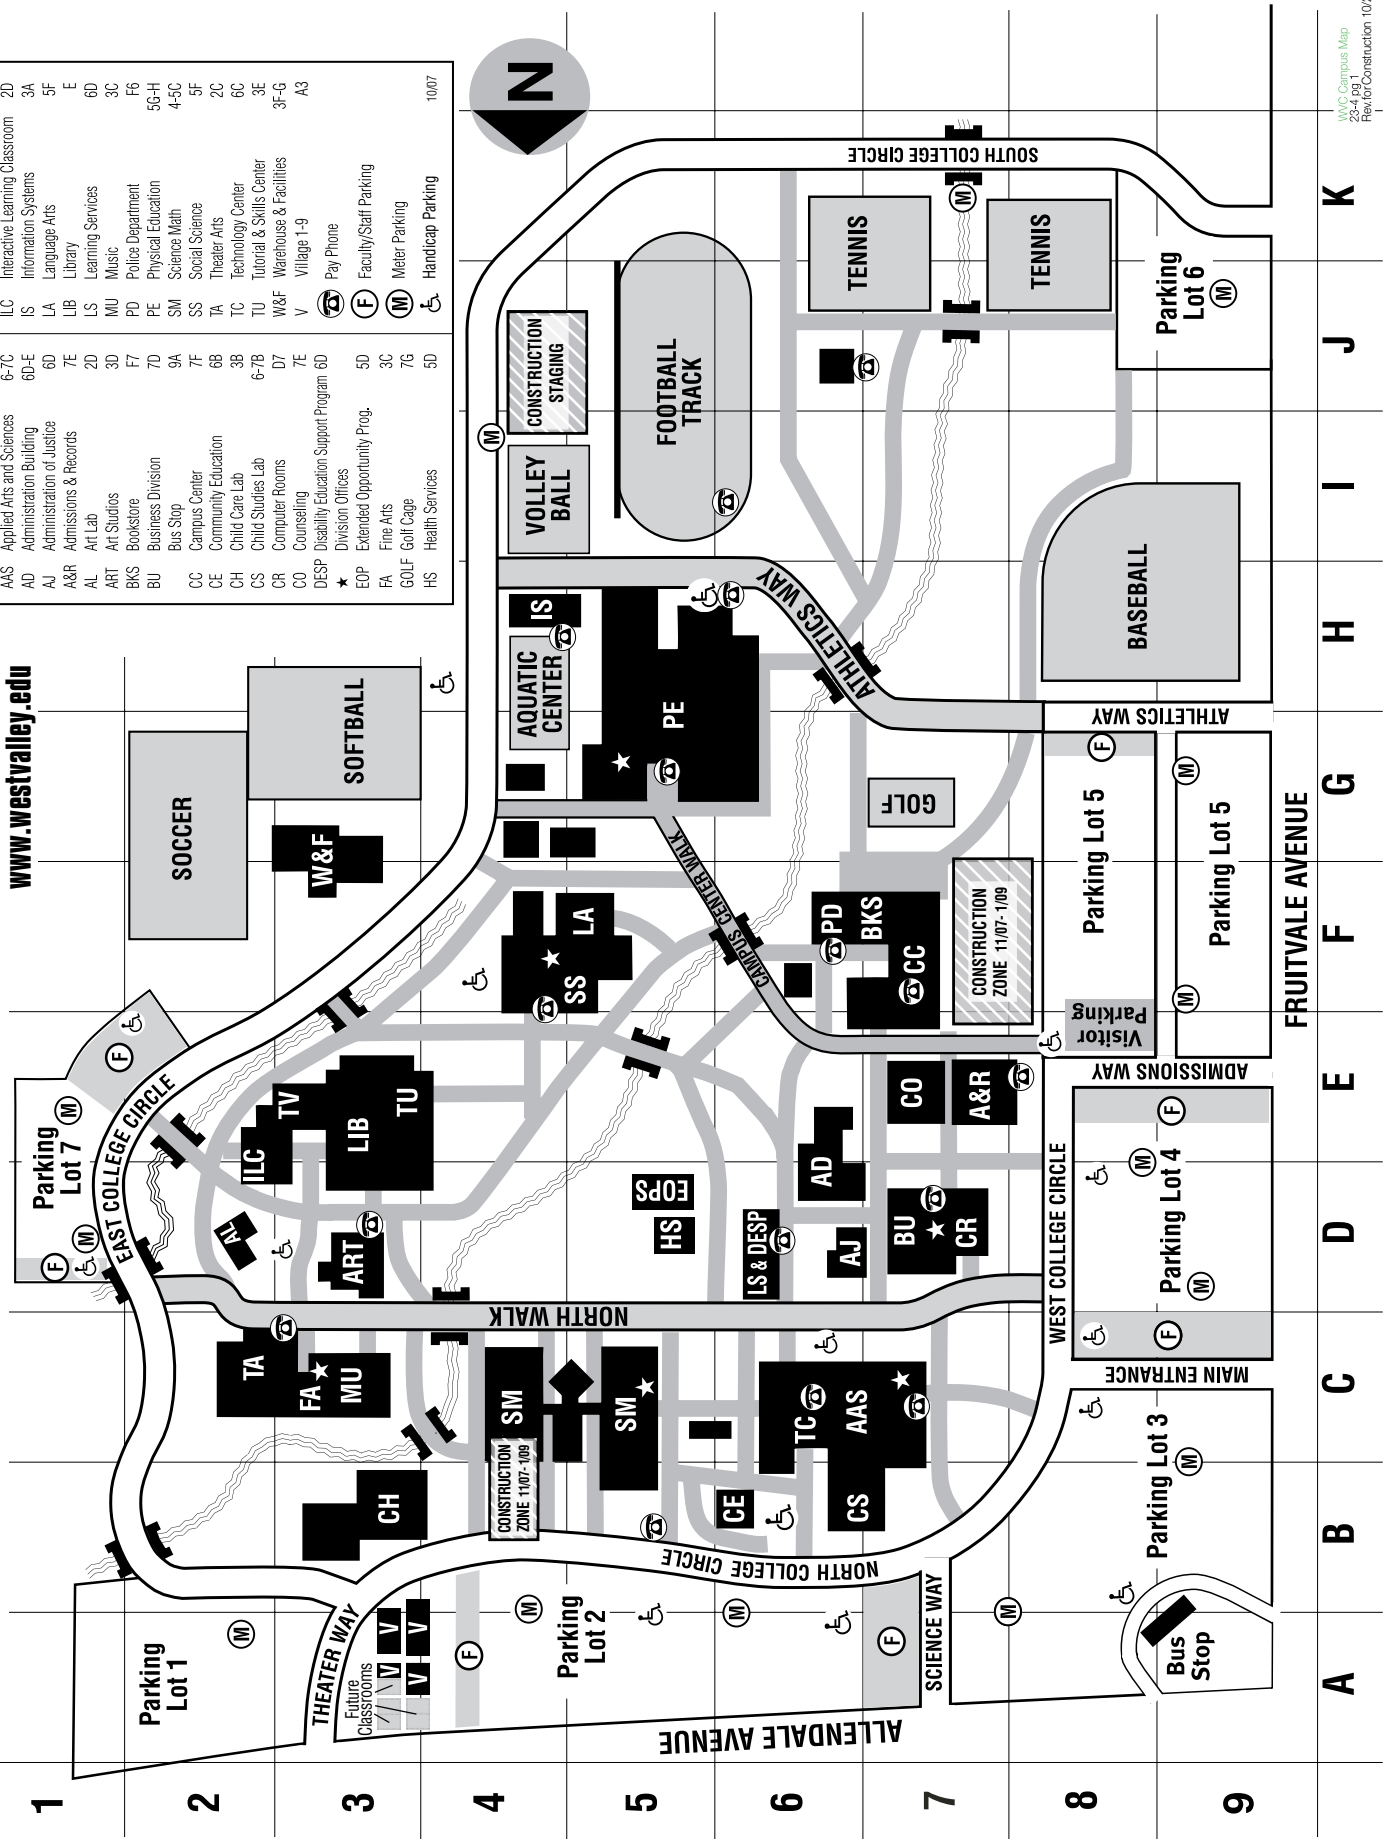 www.westvalley.edu
AAS Applied Arts and Sciences 6-7C
AD Administration Building 6D-E
AJ Administration of Justice 6D
A&R Admissions & Records 7E
AL Art Lab 2D
ART Art Studios 3D
BKS Bookstore F7
BU Business Division 7D
Bus Stop 9A
CC Campus Center 7F
CE Community Education 6B
CH Child Care Lab 3B
CS Child Studies Lab 6-7B
CR Computer Rooms D7
CO Counseling 7E
DESP Disability Education Support Program 6D
★ Division Offices
EOP Extended Opportunity Prog. 5D
FA Fine Arts 3C
GOLF Golf Cage 7G
HS Health Services 5D
ILC Interactive Learning Classroom 2D
IS Information Systems 3A
LA Language Arts 5F
LIB Library E
LS Learning Services 6D
MU Music 3C
PD Police Department F6
PE Physical Education 5G-H
SM Science Math 4-5C
SS Social Science 5F
TA Theater Arts 2C
TC Technology Center 6C
TU Tutorial & Skills Center 3E
W&F Warehouse & Facilities 3F-G
V Village 1-9 A3
Pay Phone
F Faculty/Staff Parking
M Meter Parking
Handicap Parking
10/07
N
1
2
3
4
5
6
7
8
9
A
B
C
D
E
F
G
H
I
J
K
Parking
Lot 1
M
THEATER WAY
Future
Classrooms
V
V
V
V
F
Parking
Lot 2
M
M
F
SCIENCE WAY
ALLENDALE AVENUE
M
Bus
Stop
Parking Lot 3
M
NORTH COLLEGE CIRCLE
CH
CONSTRUCTION
ZONE 11/07- 1/09
CE
CS
TA
FA
MU
SM
SM
TC
AAS
MAIN ENTRANCE
NORTH WALK
WEST COLLEGE CIRCLE
F
Parking Lot 4
M
M
F
Parking
Lot 7
M
M
F
F
EAST COLLEGE CIRCLE
AL
ART
ILC
TV
LIB
TU
HS
EOPS
LS & DESP
AJ
AD
BU
CR
CO
A&R
ADMISSIONS WAY
Visitor
Parking
SOCCER
SOFTBALL
W&F
LA
SS
CAMPUS CENTER WALK
PD
BKS
CC
CONSTRUCTION
ZONE 11/07- 1/09
GOLF
Parking Lot 5
F
Parking Lot 5
M
M
FRUITVALE AVENUE
AQUATIC
CENTER
IS
PE
ATHLETICS WAY
ATHLETICS WAY
BASEBALL
VOLLEY
BALL
M
CONSTRUCTION
STAGING
FOOTBALL
TRACK
TENNIS
TENNIS
M
Parking
Lot 6
M
SOUTH COLLEGE CIRCLE
WVC Campus Map
23-4 pg 1
Rev.forConstruction